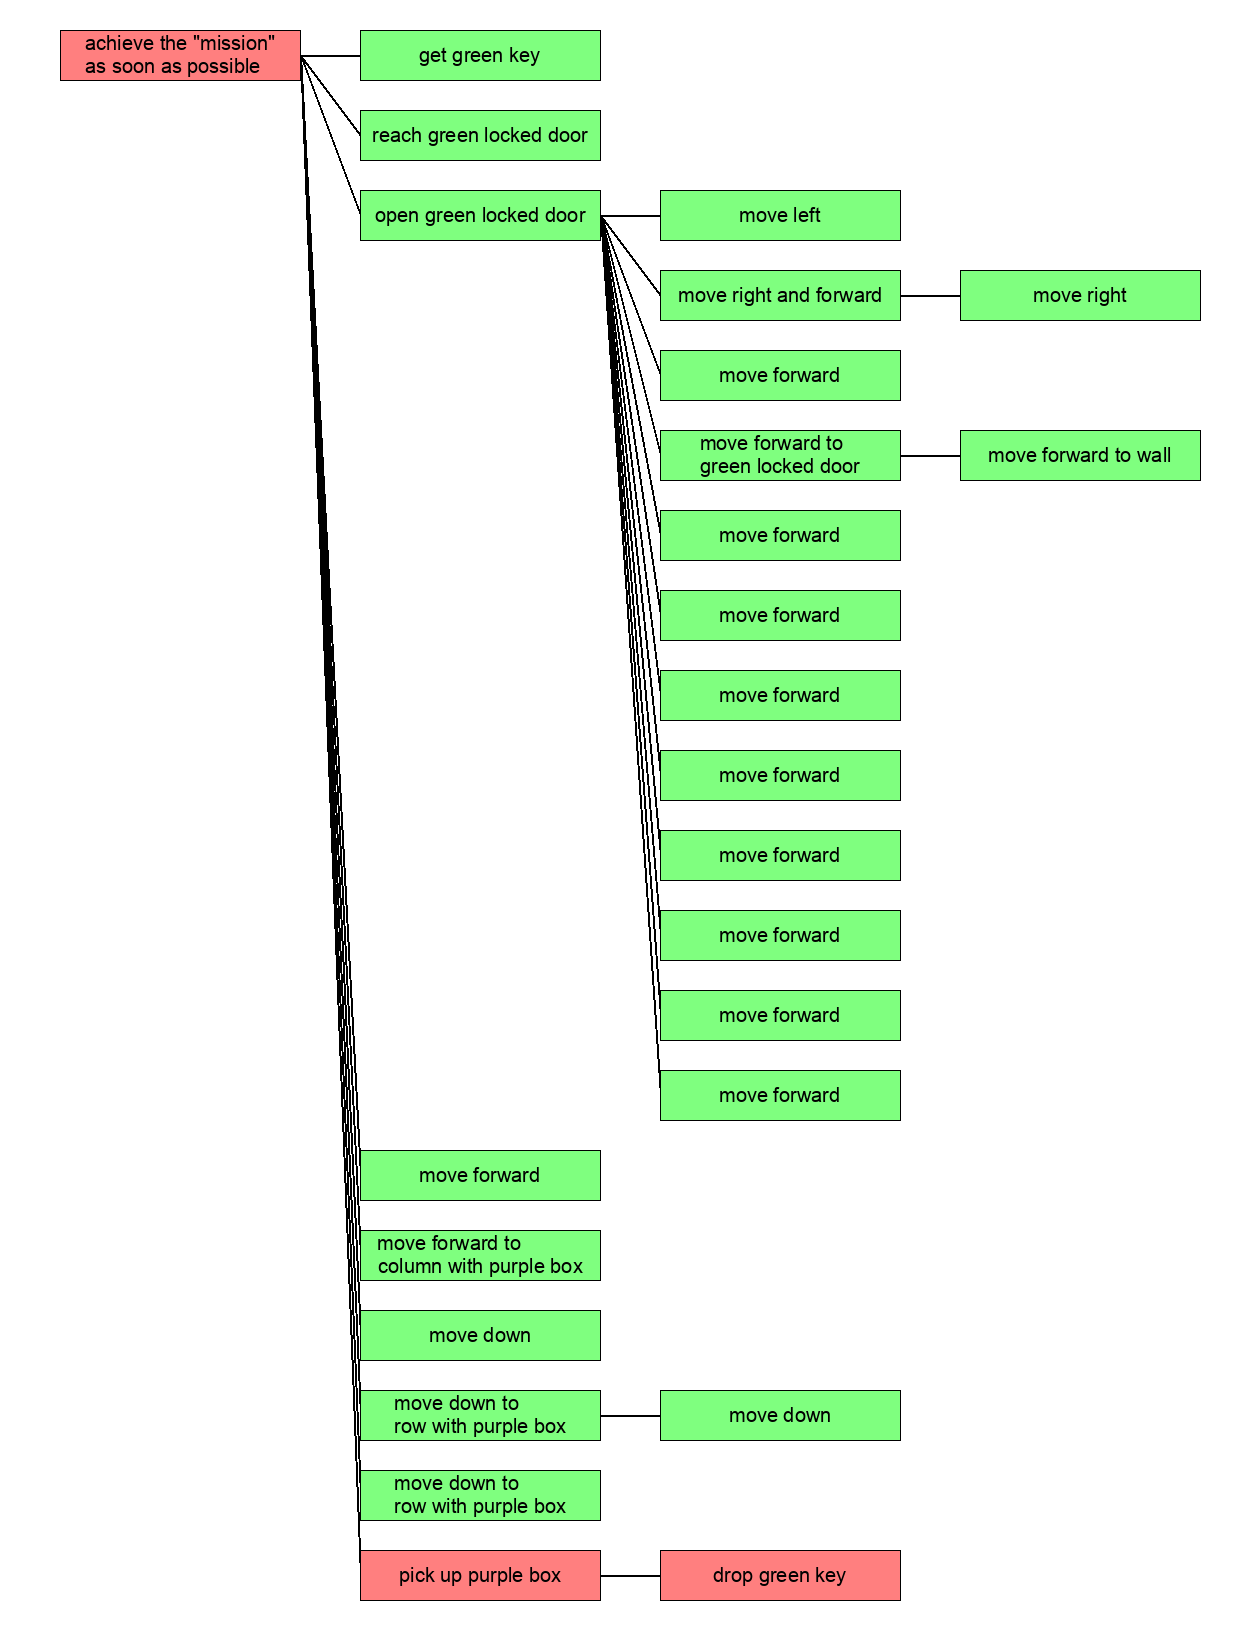 achieve the "mission"
as soon as possible
get green key
reach green locked door
open green locked door
move left
move right and forward
move right
move forward
move forward to
green locked door
move forward to wall
move forward
move forward
move forward
move forward
move forward
move forward
move forward
move forward
move forward
move forward to
column with purple box
move down
move down to
row with purple box
move down
move down to
row with purple box
pick up purple box
drop green key